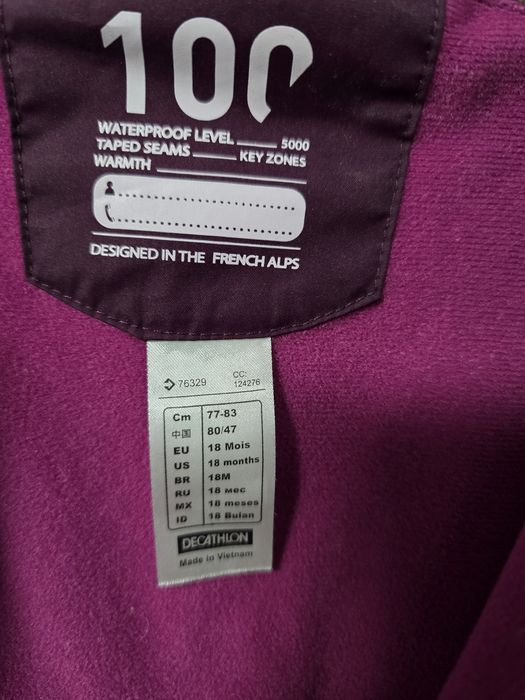 100
WATERPROOF LEVEL 5000
TAPED SEAMS KEY ZONES
WARMTH
DESIGNED IN THE FRENCH ALPS
76329 CC: 124276
Cm 77-83
中国 80/47
EU 18 Mois
US 18 months
BR 18M
RU 18 мес
MX 18 meses
ID 18 Bulan
DECATHLON
Made in Vietnam